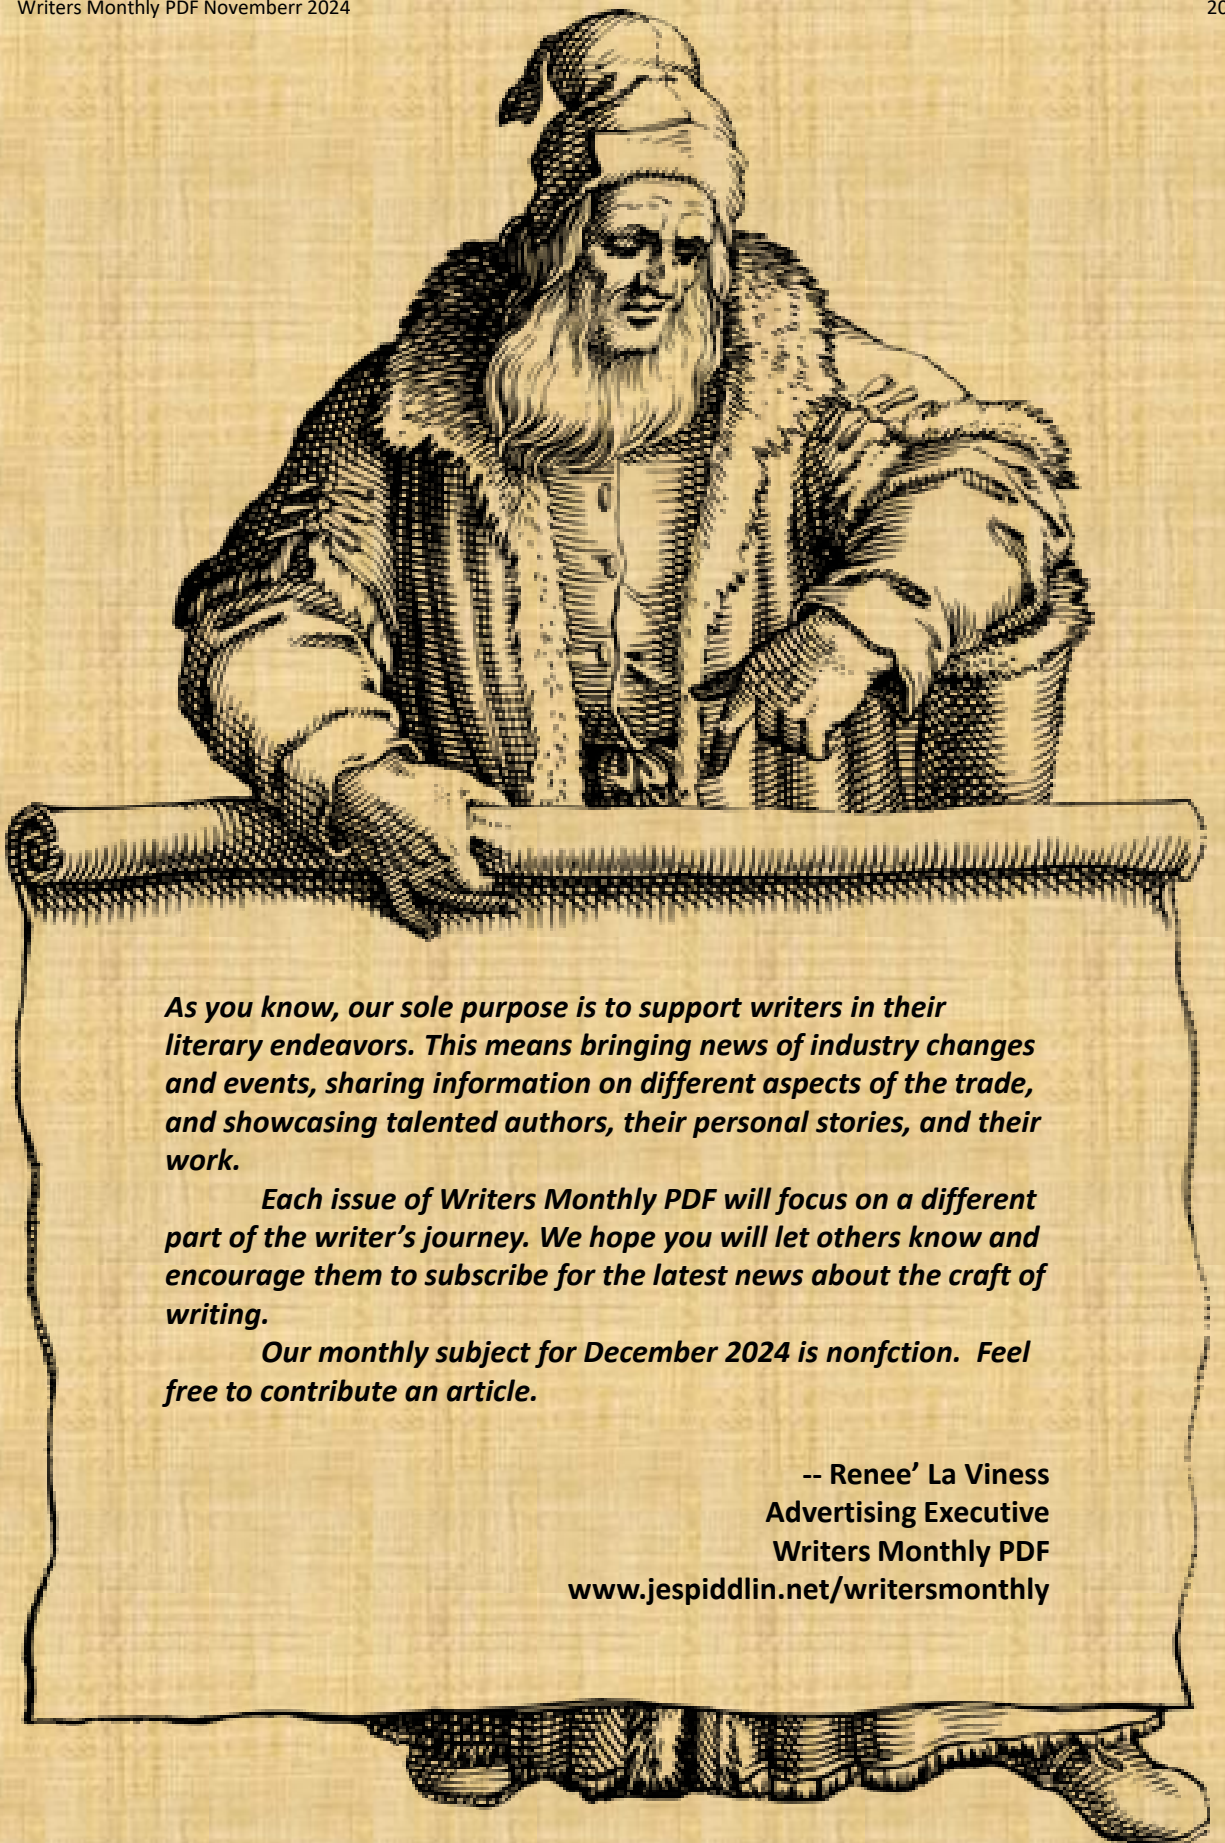 Writers Monthly PDF Novemberr 2024
20
As you know, our sole purpose is to support writers in their
literary endeavors. This means bringing news of industry changes
and events, sharing information on different aspects of the trade,
and showcasing talented authors, their personal stories, and their
work.
Each issue of Writers Monthly PDF will focus on a different
part of the writer’s journey. We hope you will let others know and
encourage them to subscribe for the latest news about the craft of
writing.
Our monthly subject for December 2024 is nonfction.  Feel
free to contribute an article.
-- Renee’ La Viness
Advertising Executive
Writers Monthly PDF
www.jespiddlin.net/writersmonthly